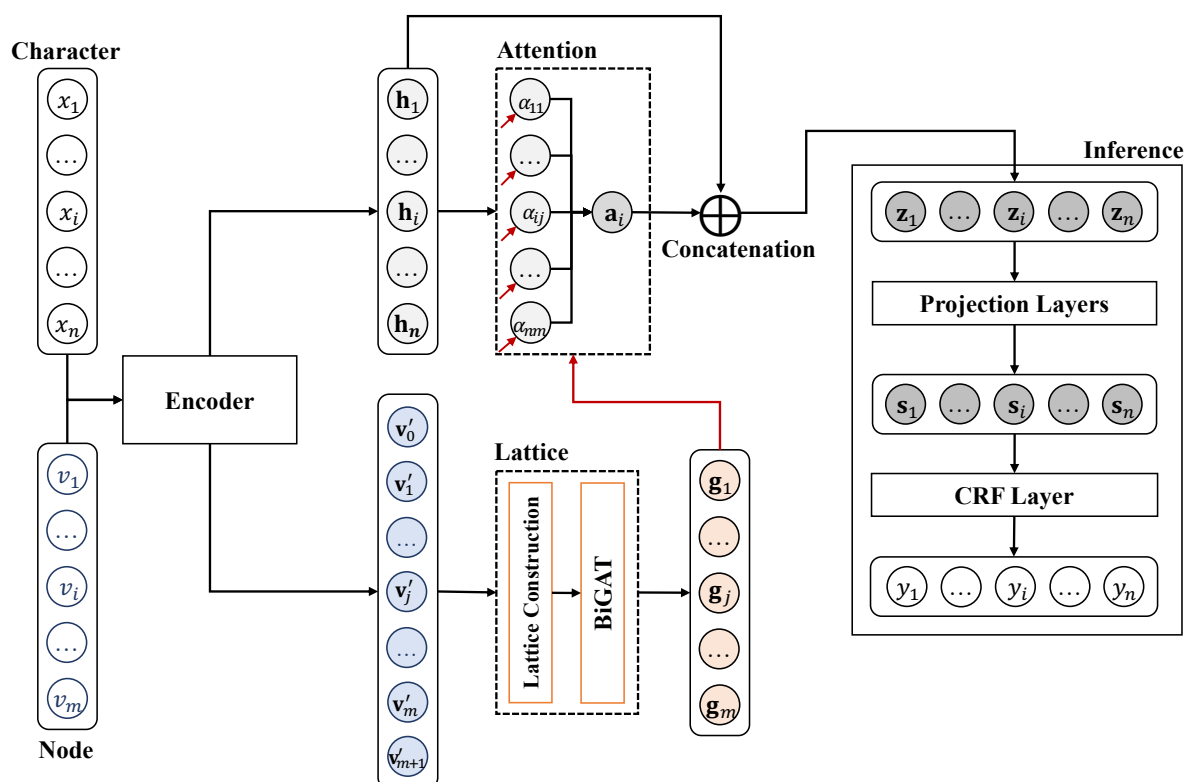 Character
x₁
...
xᵢ
...
xₙ
v₁
...
vᵢ
...
vₘ
Node
Encoder
h₁
...
hᵢ
...
hₙ
v′₀
v′₁
...
v′ⱼ
...
v′ₘ
v′ₘ₊₁
Attention
α₁₁
...
αᵢⱼ
...
αₙₘ
aᵢ
Lattice
Lattice Construction
BiGAT
g₁
...
gⱼ
...
gₘ
Concatenation
Inference
z₁ ... zᵢ ... zₙ
Projection Layers
s₁ ... sᵢ ... sₙ
CRF Layer
y₁ ... yᵢ ... yₙ